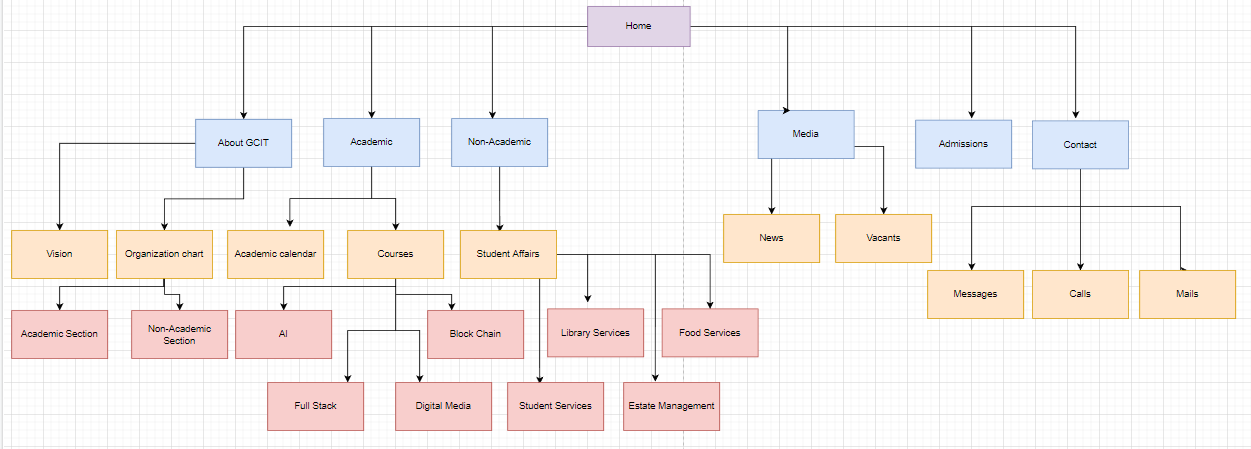 Home
About GCIT
Academic
Non-Academic
Media
Admissions
Contact
Vision
Organization chart
Academic calendar
Courses
Student Affairs
News
Vacants
Messages
Calls
Mails
Academic Section
Non-Academic
Section
AI
Block Chain
Library Services
Food Services
Full Stack
Digital Media
Student Services
Estate Management